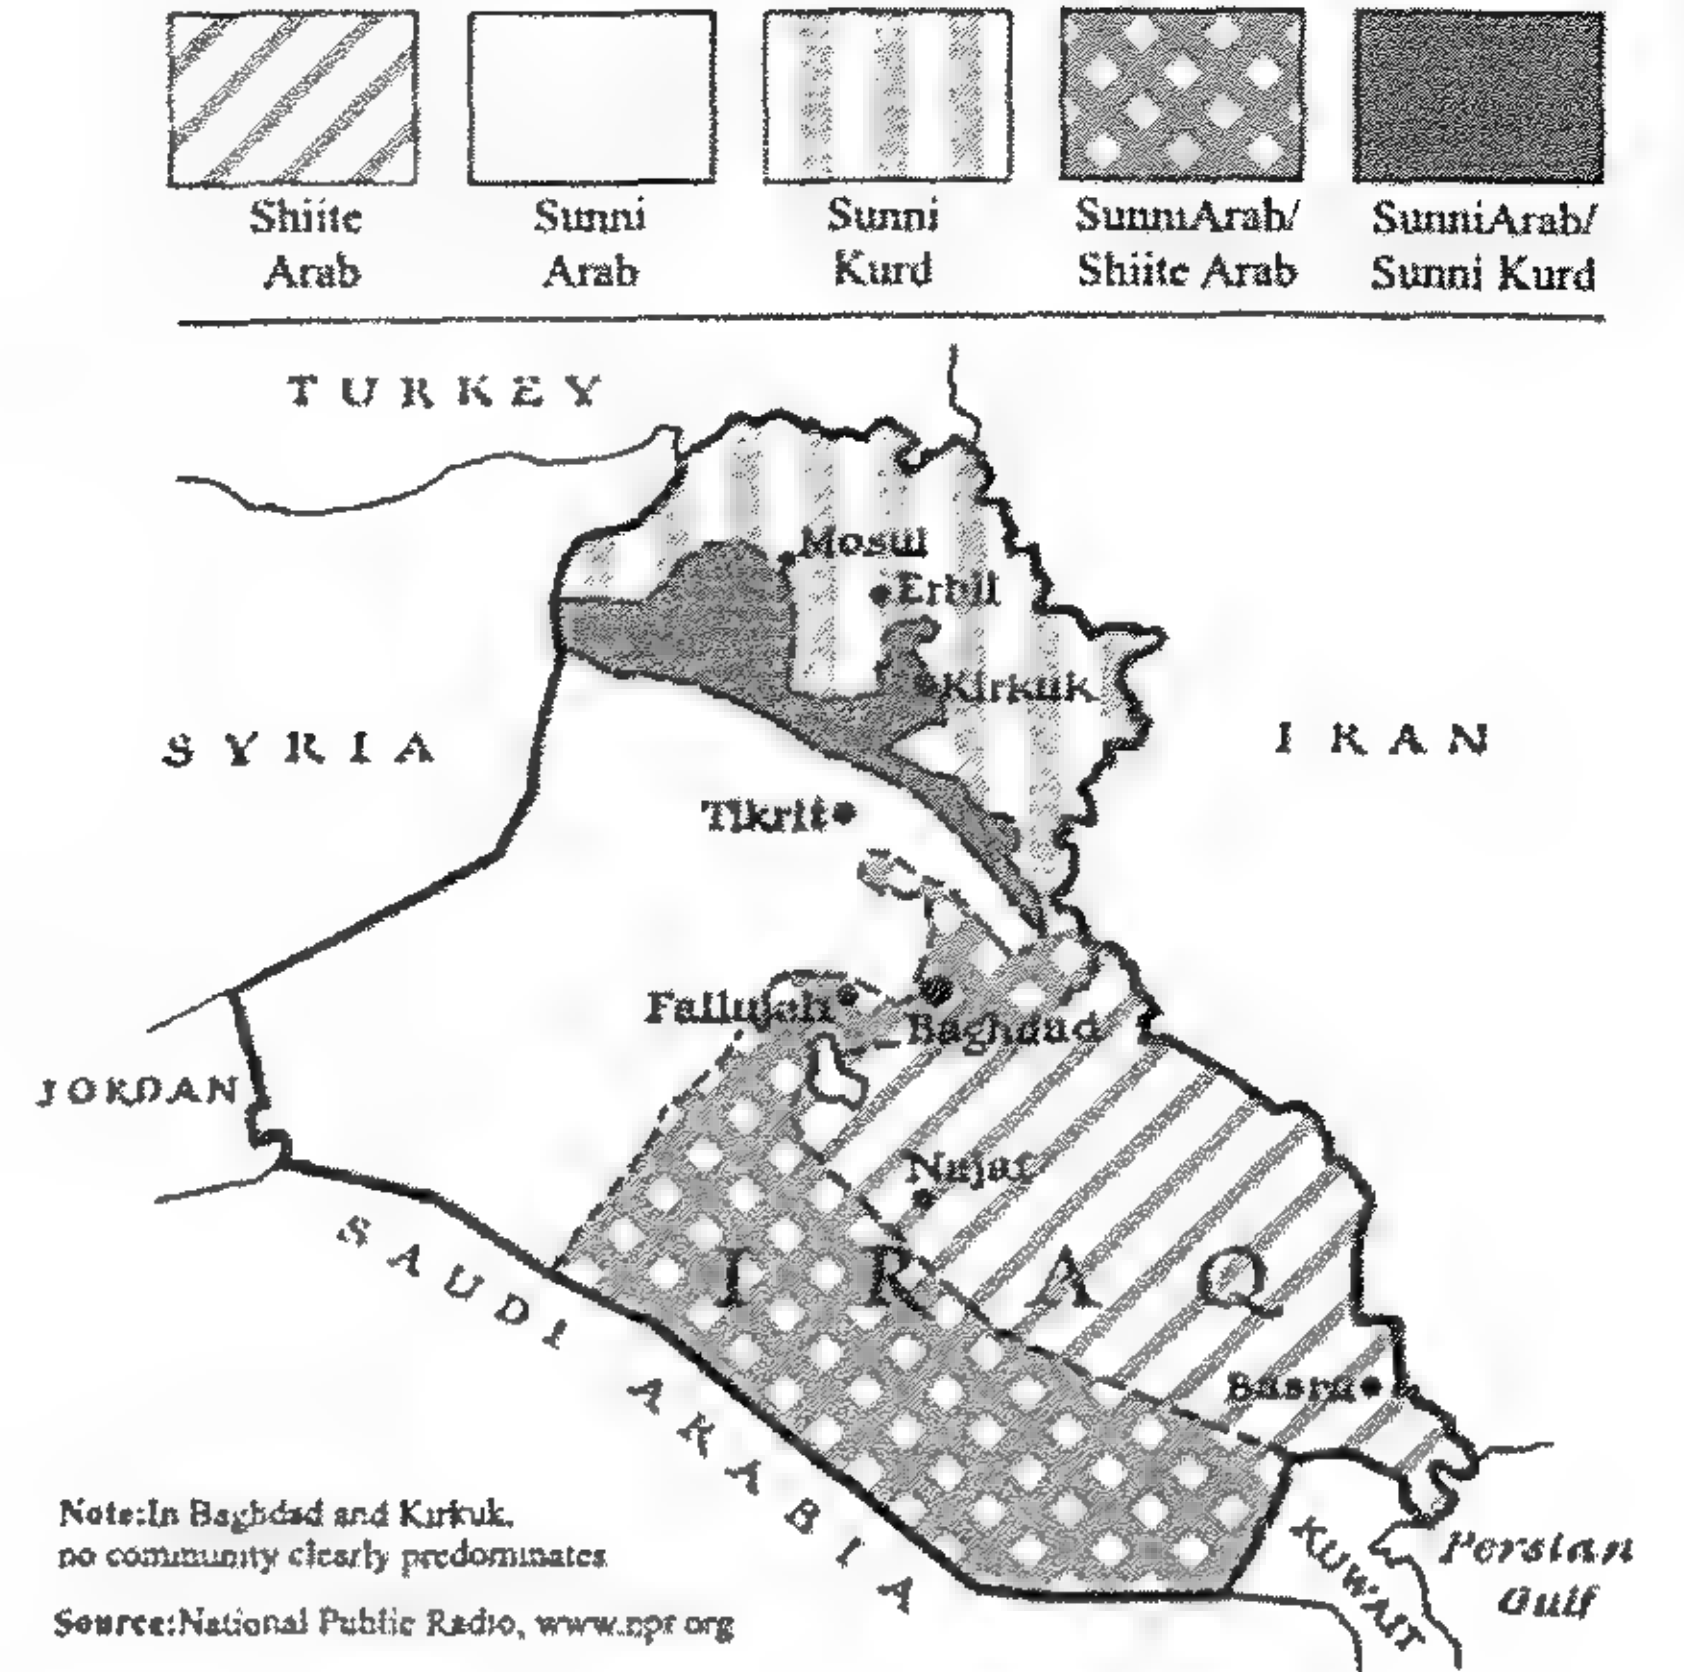 Shiite
Arab
Sunni
Arab
Sunni
Kurd
SunniArab/
Shiite Arab
SunniArab/
Sunni Kurd
TURKEY
Mosul
Erbil
Kirkuk
SYRIA
IRAN
Tikrit
Fallujah
Baghdad
JORDAN
Najaf
SAUDI ARABIA
IRAQ
Basra
KUWAIT
Persian
Gulf
Note:In Baghdad and Kirkuk,
no community clearly predominates
Source:National Public Radio, www.npr.org